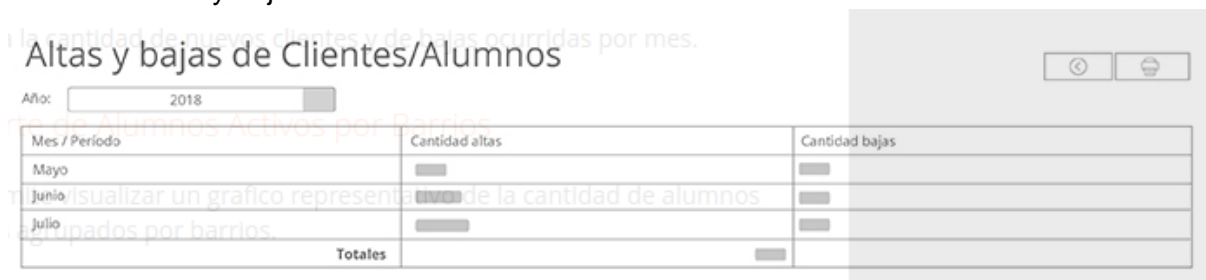 a la cantidad de nuevos clientes y de bajas ocurridas por mes.
Altas y bajas de Clientes/Alumnos
Año: 2018
de Alumnos Activos por Barrios
Mes / Período Cantidad altas Cantidad bajas
Mayo
visualizar un grafico representativo de la cantidad de alumnos
Junio
Julio
agrupados por barrios.
Totales